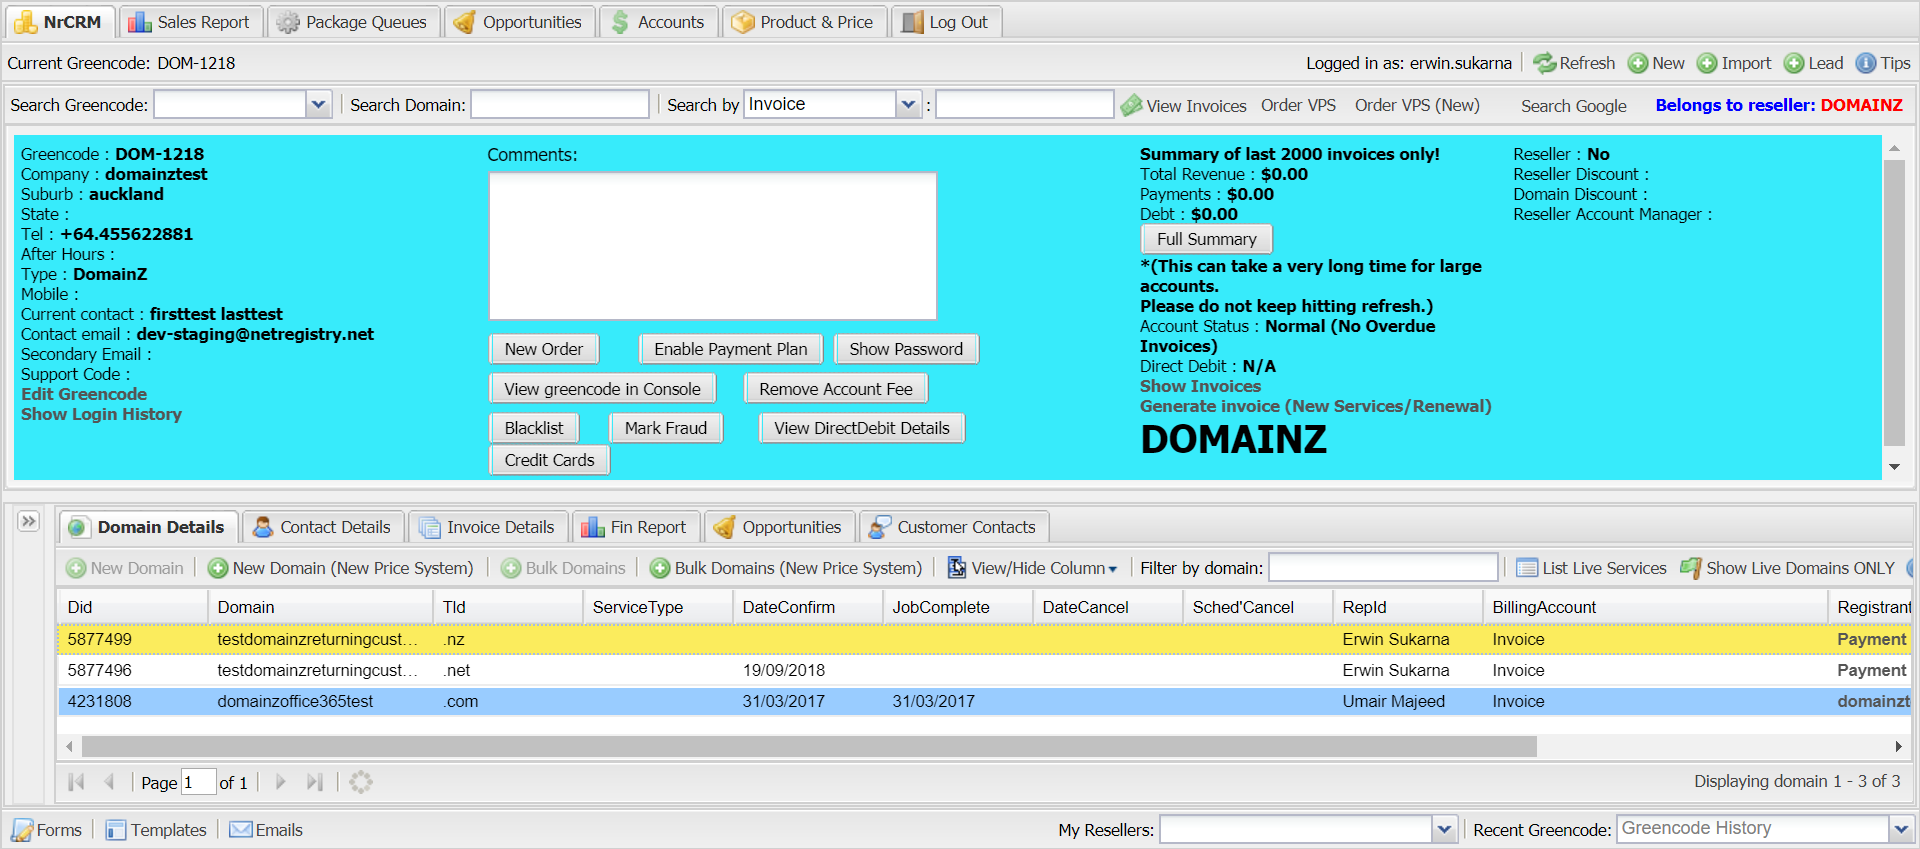 NrCRM Sales Report Package Queues Opportunities Accounts Product & Price Log Out
Current Greencode: DOM-1218 Logged in as: erwin.sukarna Refresh New Import Lead Tips
Search Greencode: Search Domain: Search by Invoice : View Invoices Order VPS Order VPS (New) Search Google Belongs to reseller: DOMAINZ
Greencode : DOM-1218
Company : domainztest
Suburb : auckland
State :
Tel : +64.455622881
After Hours :
Type : DomainZ
Mobile :
Current contact : firsttest lasttest
Contact email : dev-staging@netregistry.net
Secondary Email :
Support Code :
Edit Greencode
Show Login History
Comments:
New Order Enable Payment Plan Show Password
View greencode in Console Remove Account Fee
Blacklist Mark Fraud View DirectDebit Details
Credit Cards
Summary of last 2000 invoices only!
Total Revenue : $0.00
Payments : $0.00
Debt : $0.00
Full Summary
*(This can take a very long time for large
accounts.
Please do not keep hitting refresh.)
Account Status : Normal (No Overdue
Invoices)
Direct Debit : N/A
Show Invoices
Generate invoice (New Services/Renewal)
DOMAINZ
Reseller : No
Reseller Discount :
Domain Discount :
Reseller Account Manager :
Domain Details Contact Details Invoice Details Fin Report Opportunities Customer Contacts
New Domain New Domain (New Price System) Bulk Domains Bulk Domains (New Price System) View/Hide Column Filter by domain: List Live Services Show Live Domains ONLY
Did Domain Tld ServiceType DateConfirm JobComplete DateCancel Sched'Cancel RepId BillingAccount Registrant
5877499 testdomainzreturningcust... .nz Erwin Sukarna Invoice Payment
5877496 testdomainzreturningcust... .net 19/09/2018 Erwin Sukarna Invoice Payment
4231808 domainzoffice365test .com 31/03/2017 31/03/2017 Umair Majeed Invoice domainzt
Page 1 of 1 Displaying domain 1 - 3 of 3
Forms Templates Emails My Resellers: Recent Greencode: Greencode History